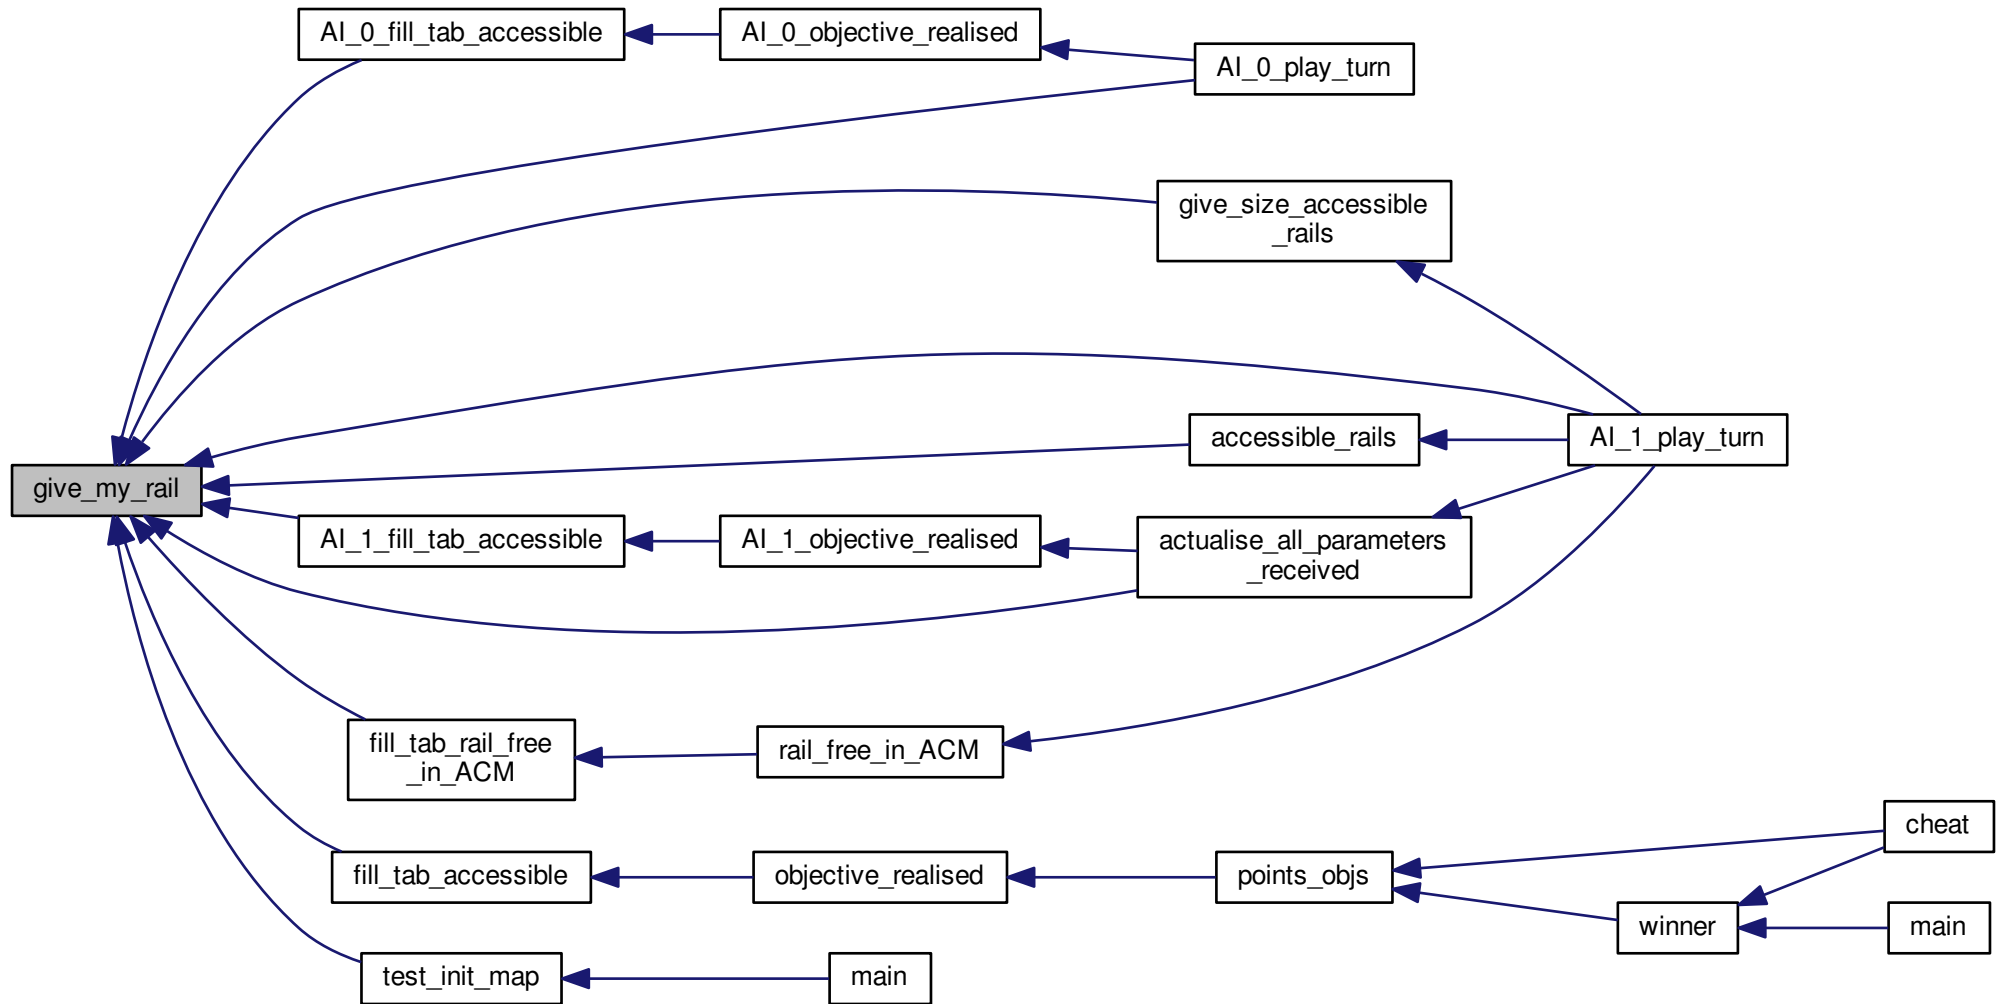 AI_0_fill_tab_accessible
AI_0_objective_realised
AI_0_play_turn
give_size_accessible
_rails
accessible_rails
AI_1_play_turn
give_my_rail
AI_1_fill_tab_accessible
AI_1_objective_realised
actualise_all_parameters
_received
fill_tab_rail_free
_in_ACM
rail_free_in_ACM
cheat
fill_tab_accessible
objective_realised
points_objs
winner
main
test_init_map
main